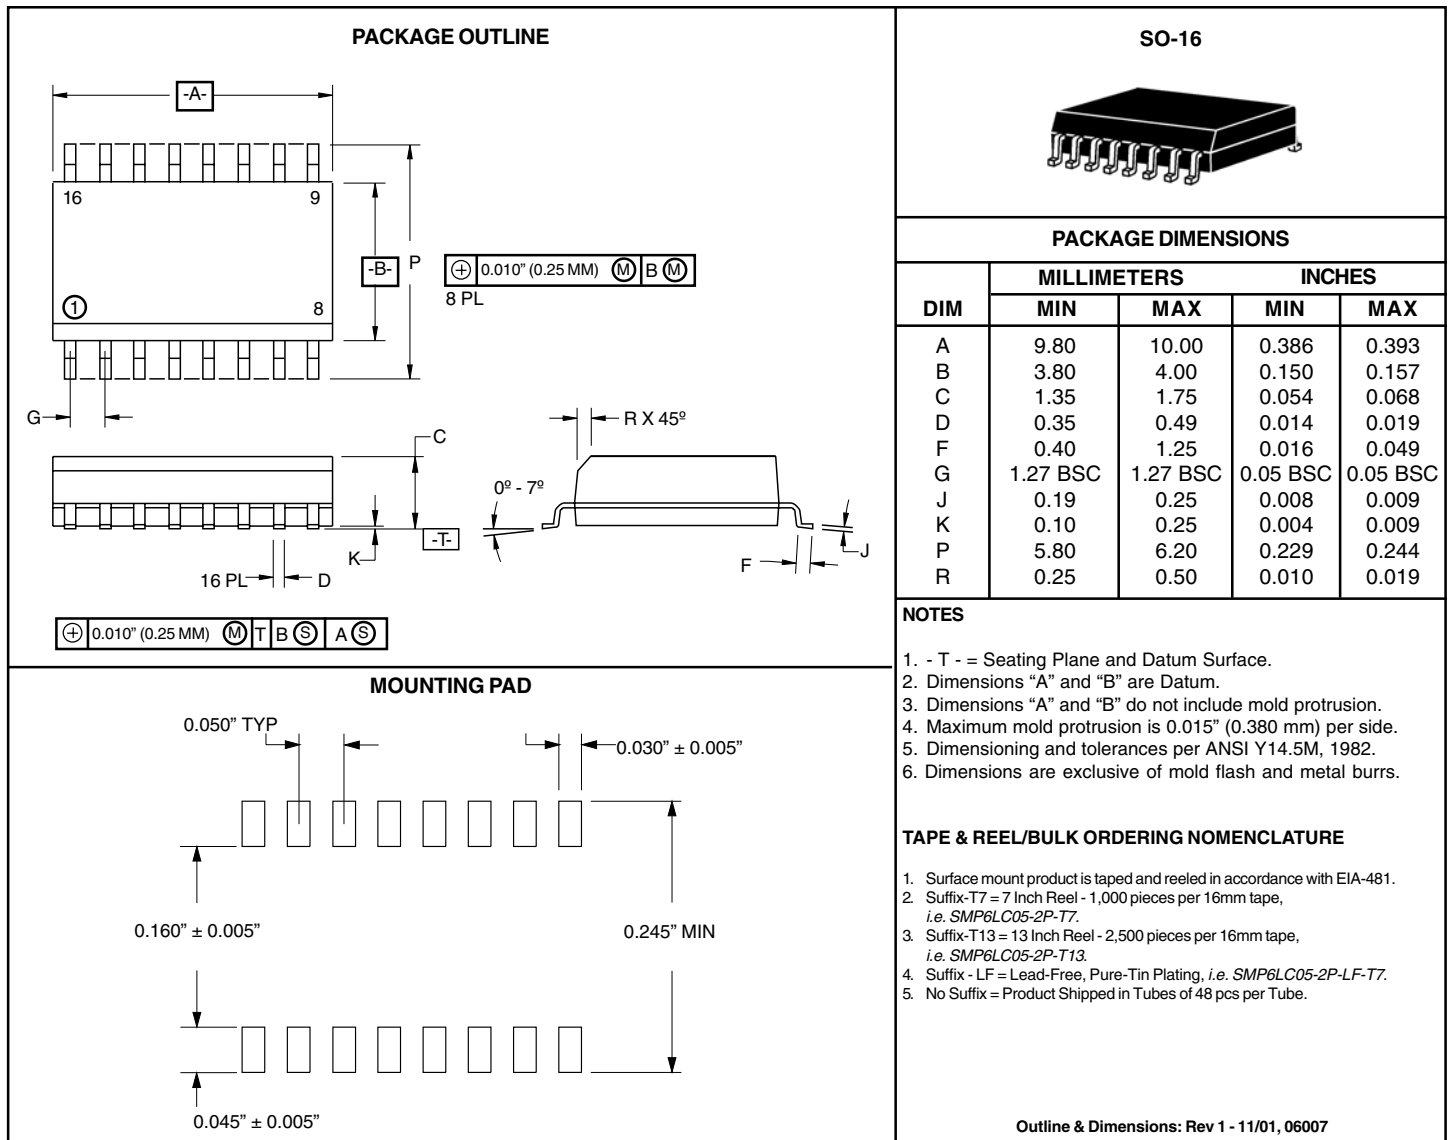 PACKAGE OUTLINE
-A-
16
9
-B-
P
1
8
0.010” (0.25 MM) M B M
8 PL
G
C
K
-T-
16 PL
D
R X 45º
0º - 7º
F
J
0.010” (0.25 MM) M T B S A S
MOUNTING PAD
0.050” TYP
0.030” ± 0.005”
0.160” ± 0.005”
0.245” MIN
0.045” ± 0.005”
SO-16
PACKAGE DIMENSIONS
MILLIMETERS INCHES
DIM MIN MAX MIN MAX
A 9.80 10.00 0.386 0.393
B 3.80 4.00 0.150 0.157
C 1.35 1.75 0.054 0.068
D 0.35 0.49 0.014 0.019
F 0.40 1.25 0.016 0.049
G 1.27 BSC 1.27 BSC 0.05 BSC 0.05 BSC
J 0.19 0.25 0.008 0.009
K 0.10 0.25 0.004 0.009
P 5.80 6.20 0.229 0.244
R 0.25 0.50 0.010 0.019
NOTES
1. - T - = Seating Plane and Datum Surface.
2. Dimensions “A” and “B” are Datum.
3. Dimensions “A” and “B” do not include mold protrusion.
4. Maximum mold protrusion is 0.015” (0.380 mm) per side.
5. Dimensioning and tolerances per ANSI Y14.5M, 1982.
6. Dimensions are exclusive of mold flash and metal burrs.
TAPE & REEL/BULK ORDERING NOMENCLATURE
1. Surface mount product is taped and reeled in accordance with EIA-481.
2. Suffix-T7 = 7 Inch Reel - 1,000 pieces per 16mm tape,
i.e. SMP6LC05-2P-T7.
3. Suffix-T13 = 13 Inch Reel - 2,500 pieces per 16mm tape,
i.e. SMP6LC05-2P-T13.
4. Suffix - LF = Lead-Free, Pure-Tin Plating, i.e. SMP6LC05-2P-LF-T7.
5. No Suffix = Product Shipped in Tubes of 48 pcs per Tube.
Outline & Dimensions: Rev 1 - 11/01, 06007